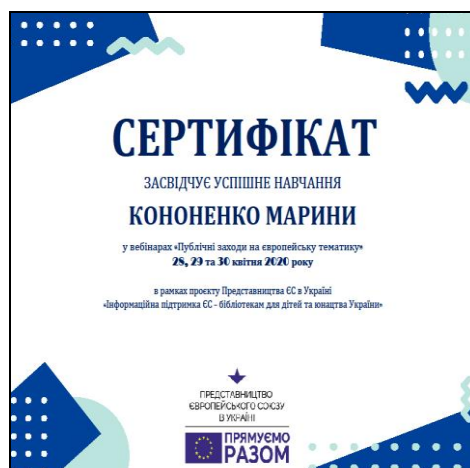 СЕРТИФІКАТ
ЗАСВІДЧУЄ УСПІШНЕ НАВЧАННЯ
КОНОНЕНКО МАРИНИ
у вебінарах «Публічні заходи на європейську тематику»
28, 29 та 30 квітня 2020 року
в рамках проєкту Представництва ЄС в Україні
«Інформаційна підтримка ЄС – бібліотекам для дітей та юнацтва України»
ПРЕДСТАВНИЦТВО
ЄВРОПЕЙСЬКОГО СОЮЗУ
В УКРАЇНІ
ПРЯМУЄМО
РАЗОМ